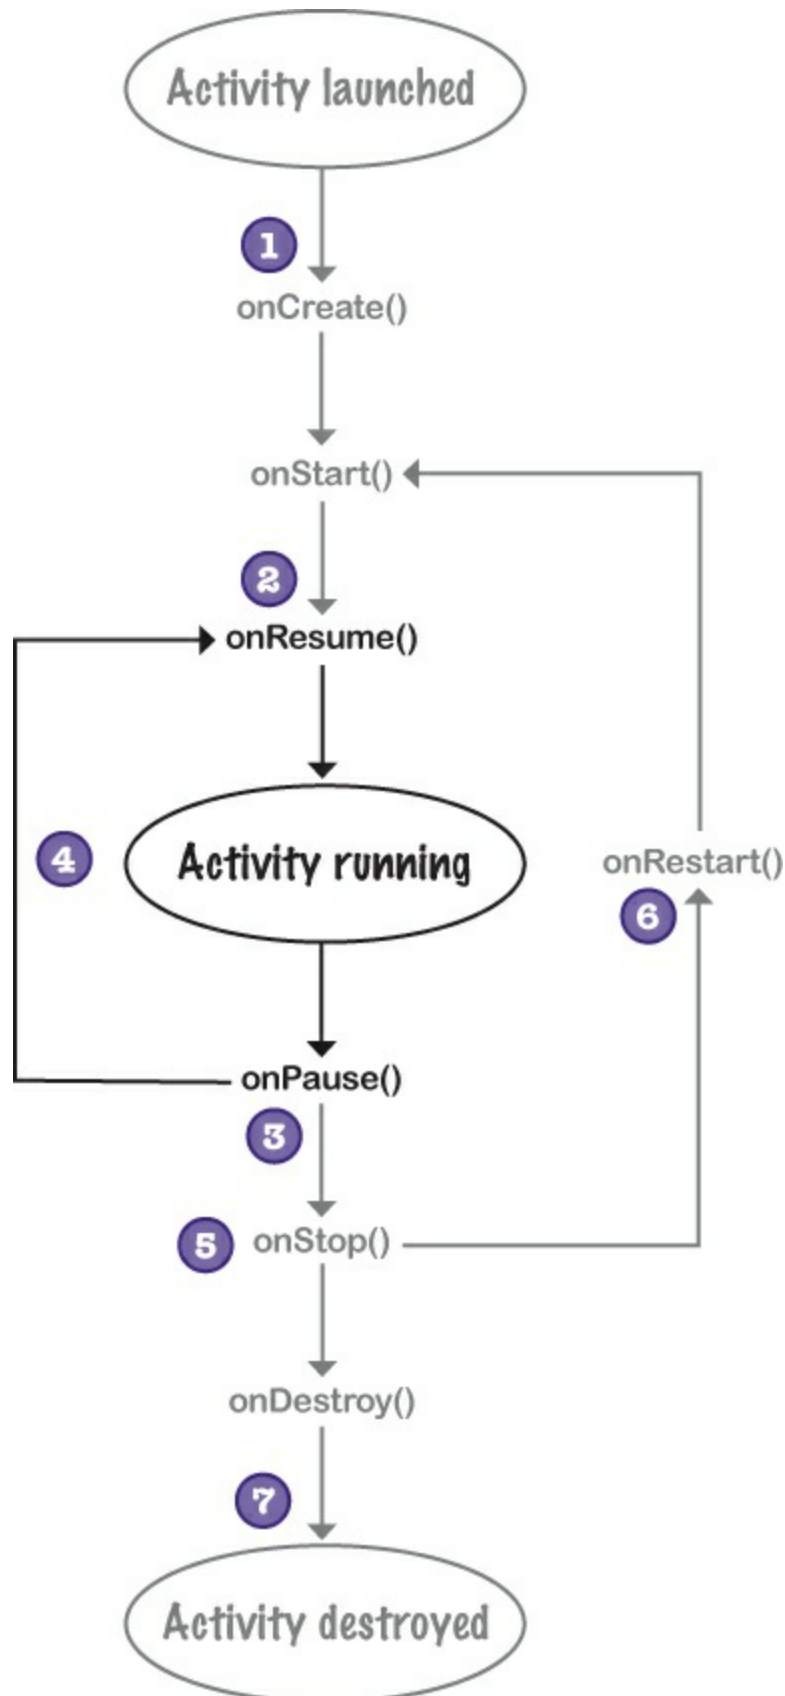 Activity launched
1
onCreate()
onStart()
2
onResume()
4
Activity running
onRestart()
6
onPause()
3
5 onStop()
onDestroy()
7
Activity destroyed